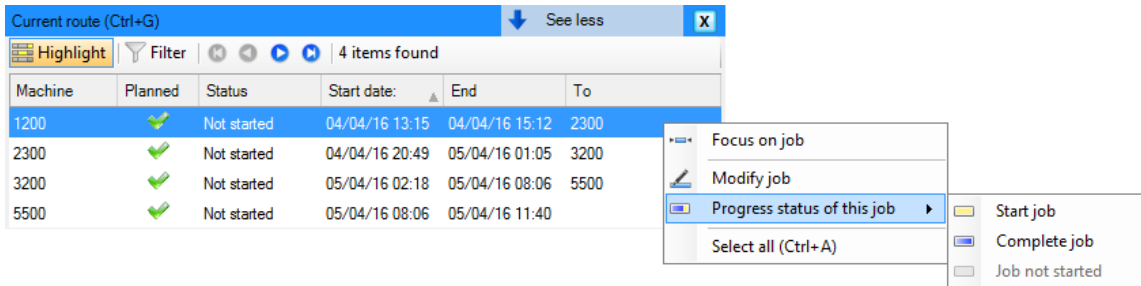 Current route (Ctrl+G) See less X
Highlight Filter 4 items found
Machine Planned Status Start date: End To
1200 Not started 04/04/16 13:15 04/04/16 15:12 2300
2300 Not started 04/04/16 20:49 05/04/16 01:05 3200
3200 Not started 05/04/16 02:18 05/04/16 08:06 5500
5500 Not started 05/04/16 08:06 05/04/16 11:40
Focus on job
Modify job
Progress status of this job
Select all (Ctrl+A)
Start job
Complete job
Job not started